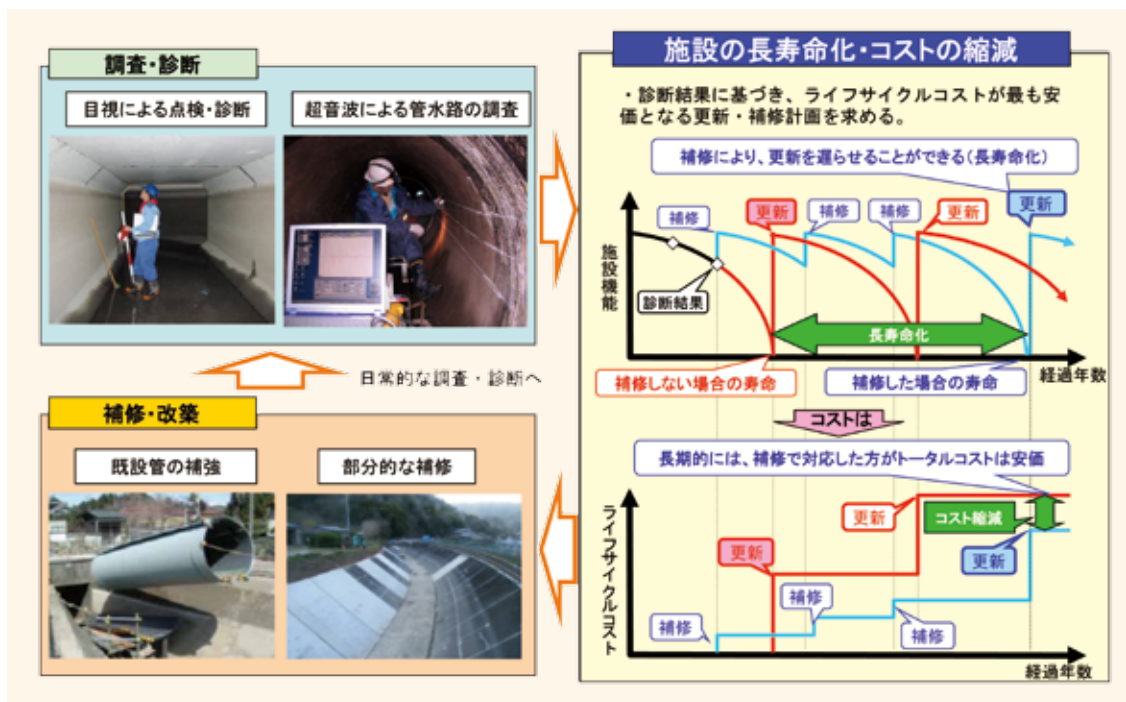 調査・診断
目視による点検・診断
超音波による管水路の調査
日常的な調査・診断へ
補修・改築
既設管の補強
部分的な補修
施設の長寿命化・コストの縮減
・診断結果に基づき、ライフサイクルコストが最も安
価となる更新・補修計画を求める。
補修により、更新を遅らせることができる(長寿命化)
施設機能
補修
更新
補修
補修
更新
更新
診断結果
長寿命化
補修しない場合の寿命
補修した場合の寿命
経過年数
コストは
長期的には、補修で対応した方がトータルコストは安価
ライフサイクルコスト
更新
コスト縮減
更新
更新
補修
補修
補修
経過年数